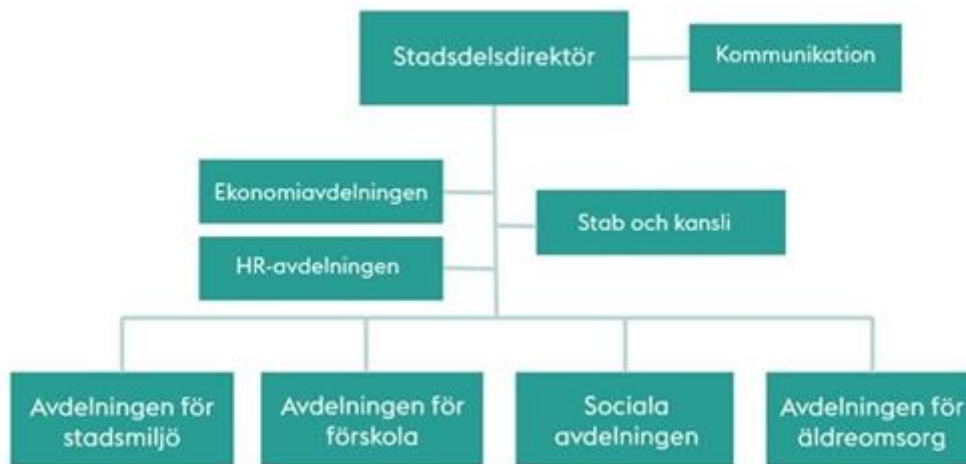 Stadsdelsdirektör
Kommunikation
Ekonomiavdelningen
Stab och kansli
HR-avdelningen
Avdelningen för
stadsmiljö
Avdelningen för
förskola
Sociala
avdelningen
Avdelningen för
äldreomsorg